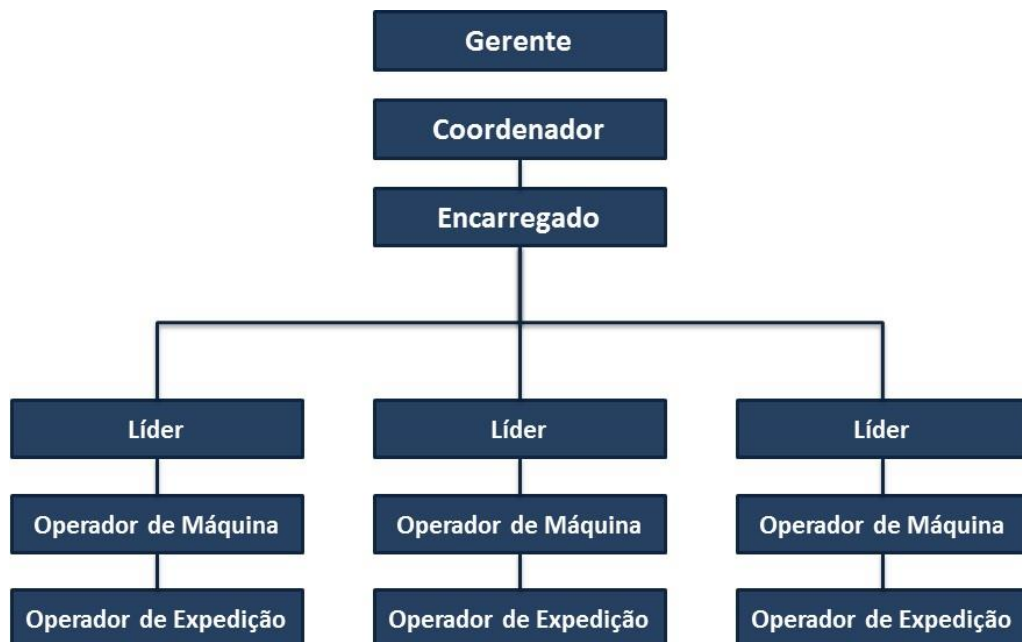 Gerente
Coordenador
Encarregado
Líder
Líder
Líder
Operador de Máquina
Operador de Máquina
Operador de Máquina
Operador de Expedição
Operador de Expedição
Operador de Expedição